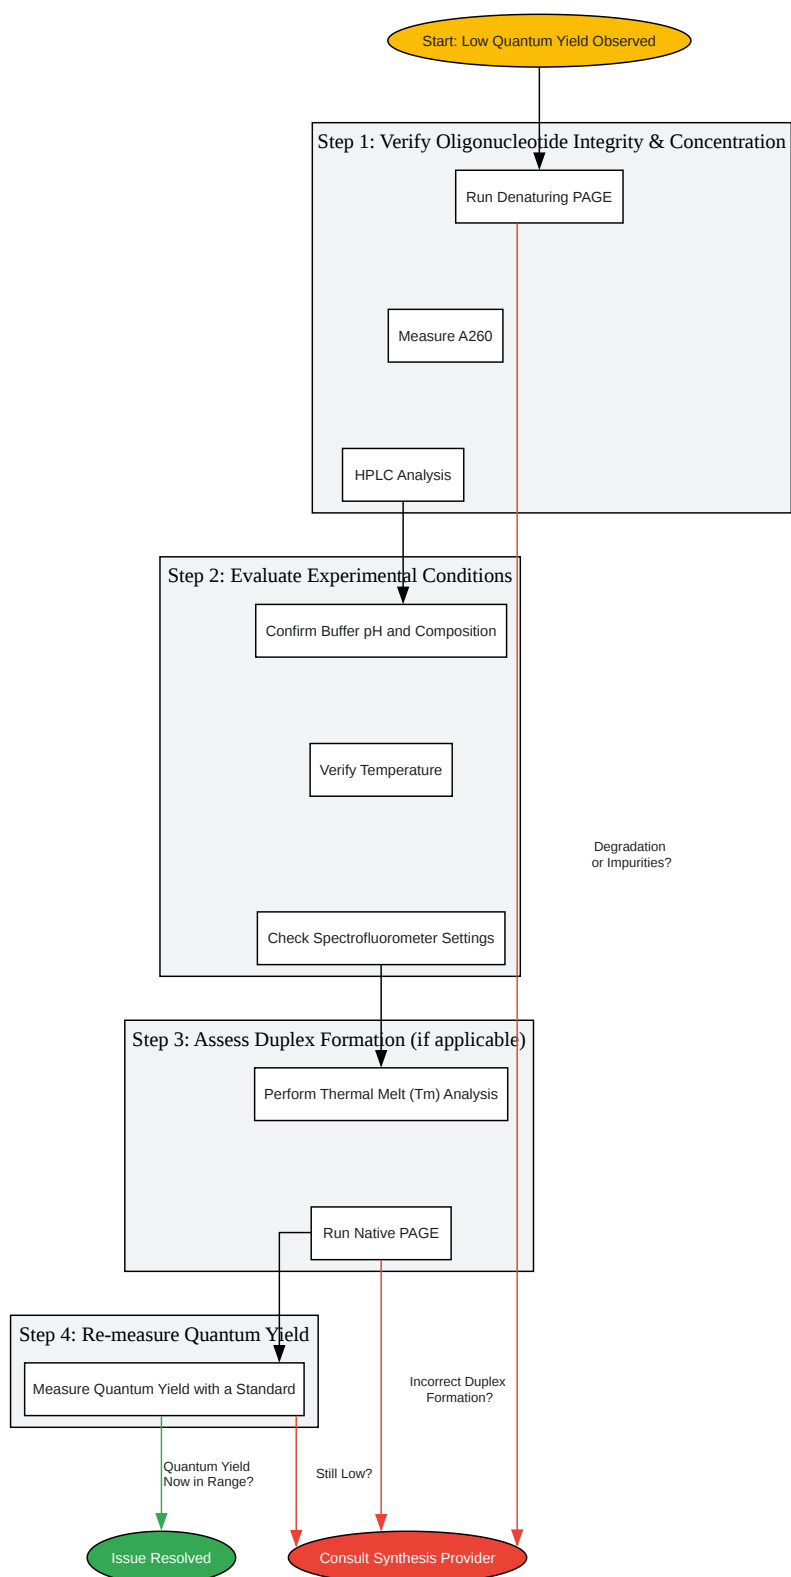 Start: Low Quantum Yield Observed
Step 1: Verify Oligonucleotide Integrity & Concentration
Run Denaturing PAGE
Measure A260
HPLC Analysis
Step 2: Evaluate Experimental Conditions
Confirm Buffer pH and Composition
Verify Temperature
Degradation
or Impurities?
Check Spectrofluorometer Settings
Step 3: Assess Duplex Formation (if applicable)
Perform Thermal Melt (Tm) Analysis
Run Native PAGE
Step 4: Re-measure Quantum Yield
Measure Quantum Yield with a Standard
Incorrect Duplex
Formation?
Quantum Yield
Now in Range?
Still Low?
Issue Resolved
Consult Synthesis Provider